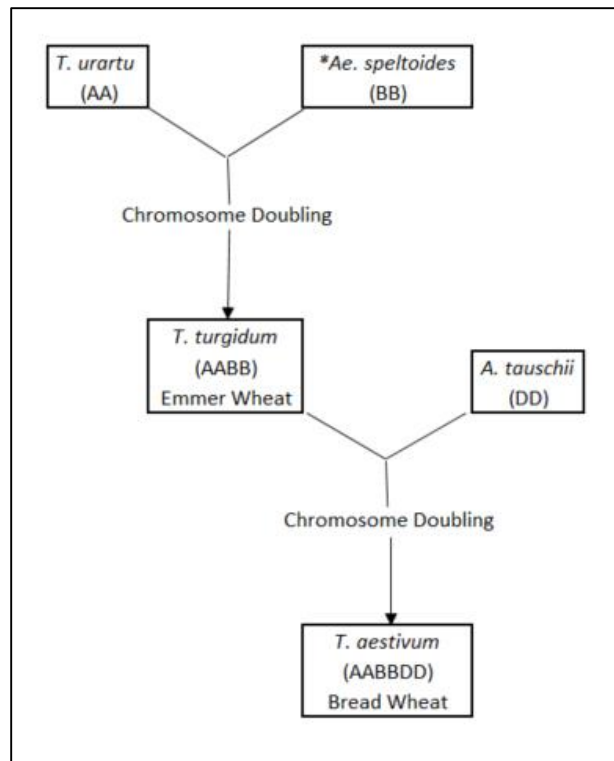 T. urartu
(AA)
*Ae. speltoides
(BB)
Chromosome Doubling
T. turgidum
(AABB)
Emmer Wheat
A. tauschii
(DD)
Chromosome Doubling
T. aestivum
(AABBDD)
Bread Wheat